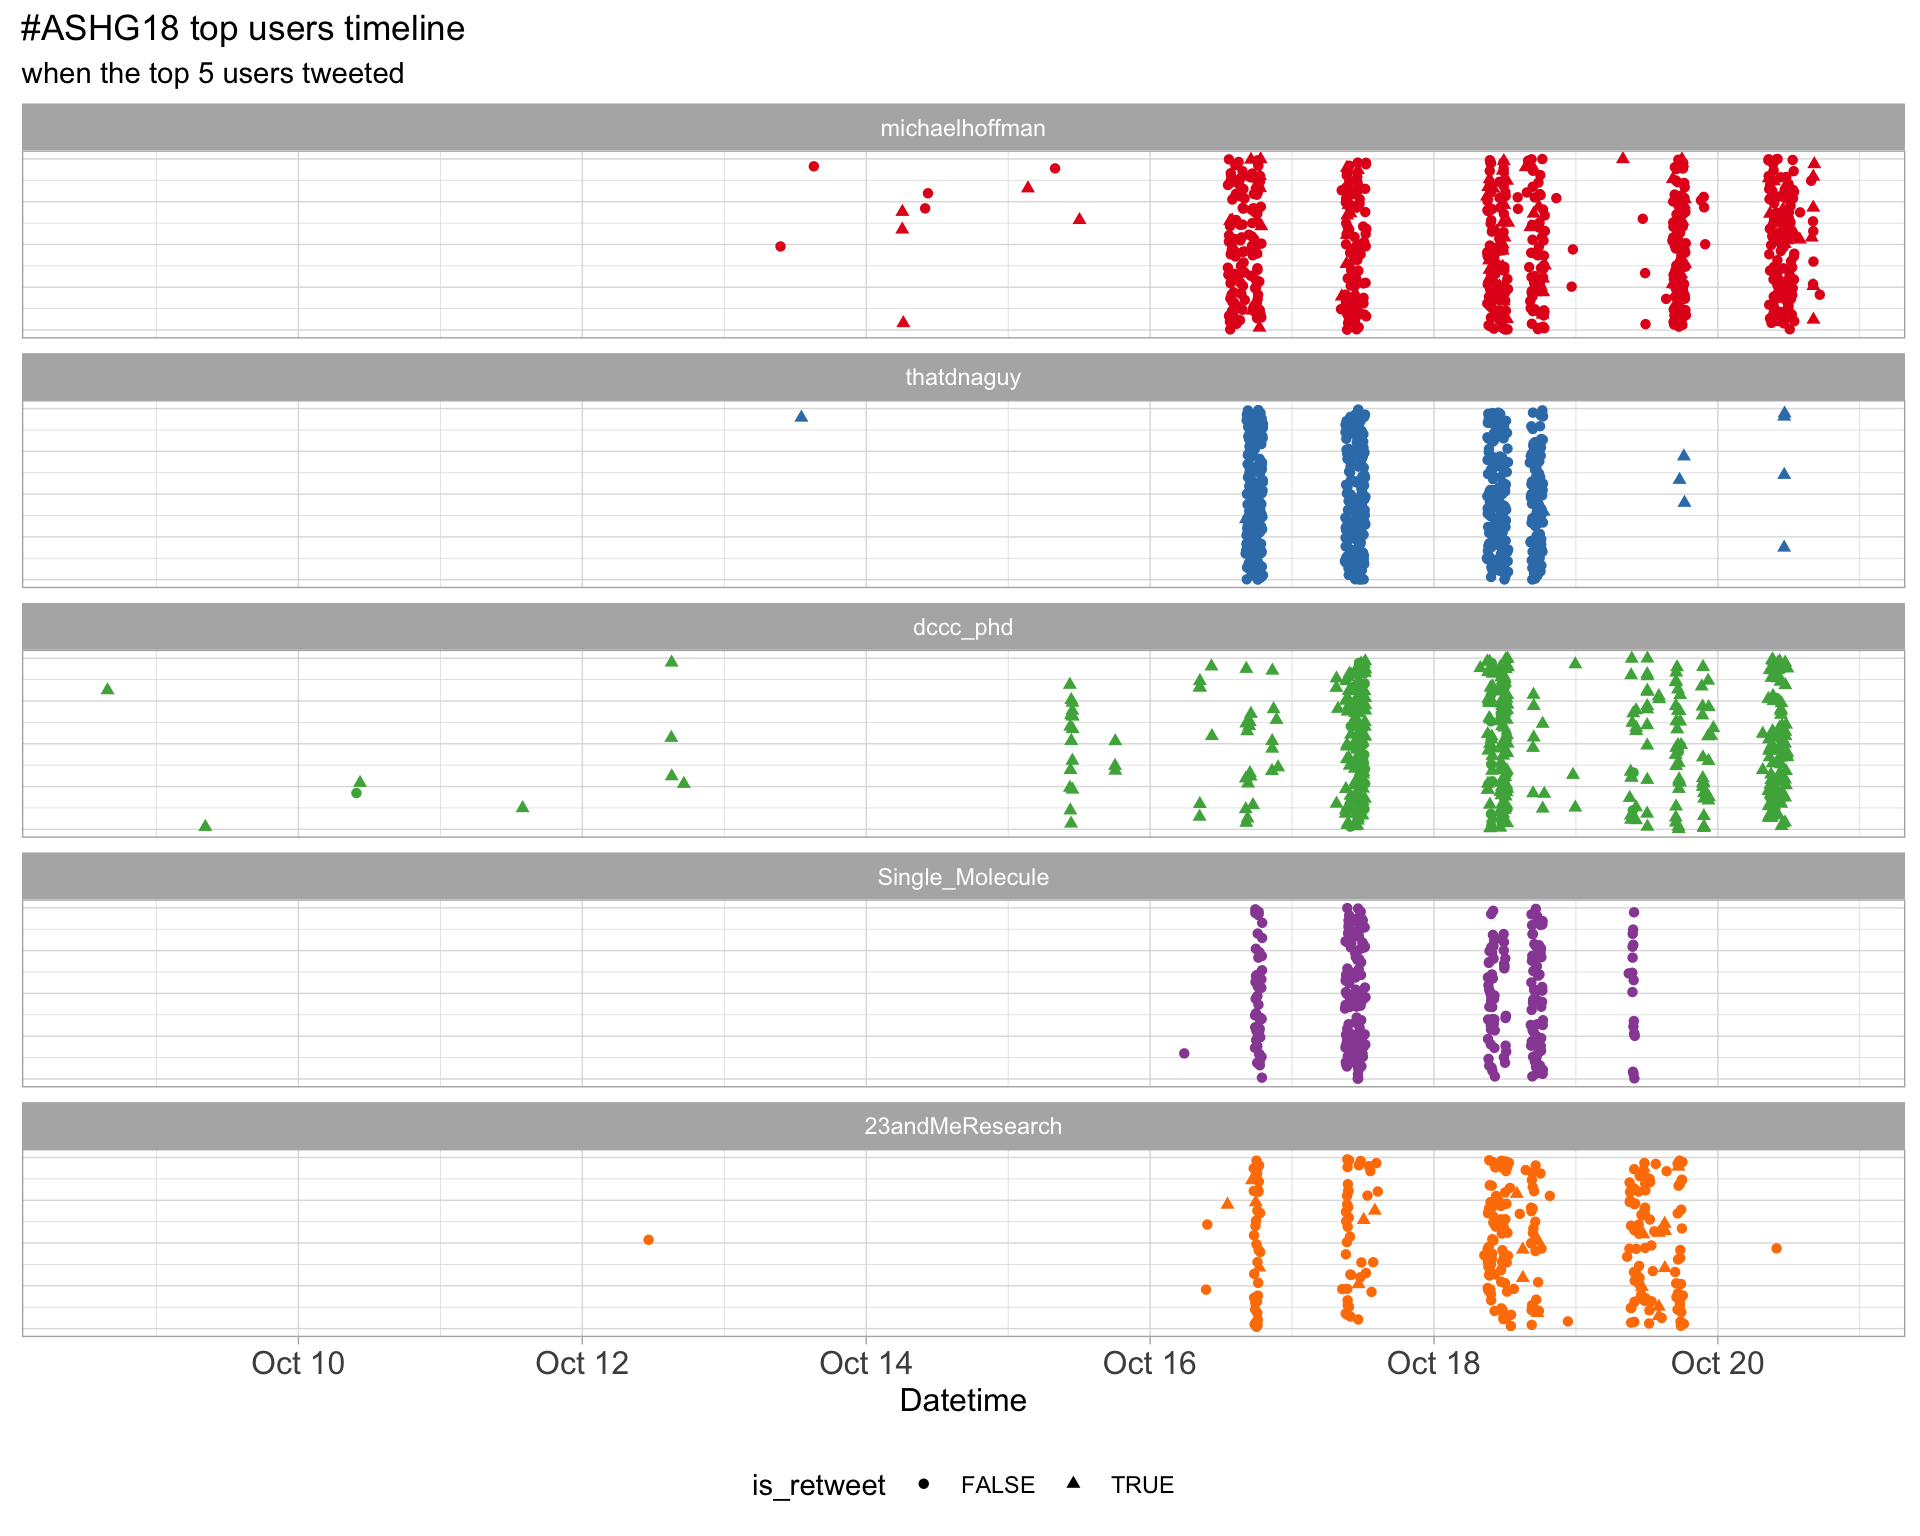 #ASHG18 top users timeline
when the top 5 users tweeted
michaelhoffman
thatdnaguy
dccc_phd
Single_Molecule
23andMeResearch
Oct 10 Oct 12 Oct 14 Oct 16 Oct 18 Oct 20
Datetime
is_retweet FALSE TRUE